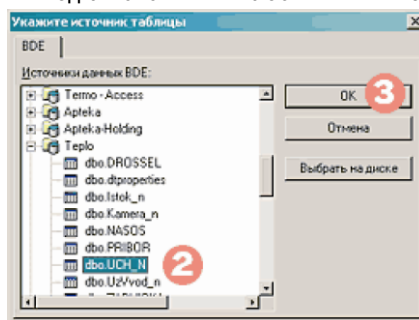 Укажите источник таблицы
BDE
Источники данных BDE:
Termo - Access
Apteka
Apteka-Holding
Teplo
dbo.DROSSEL
dbo.dtproperties
dbo.Istok_n
dbo.Kamera_n
dbo.NASOS
dbo.PRIBOR
dbo.UCH_N
dbo.UzVvod_n
2
OK
3
Отмена
Выбрать на диске